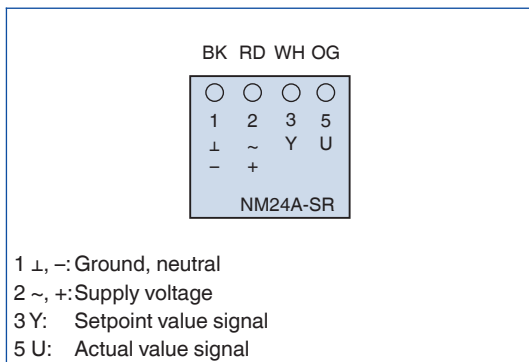 BK RD WH OG
1 2 3 5
⊥ ~ Y U
– +
NM24A-SR
1 ⊥, –: Ground, neutral
2 ~, +: Supply voltage
3 Y: Setpoint value signal
5 U: Actual value signal